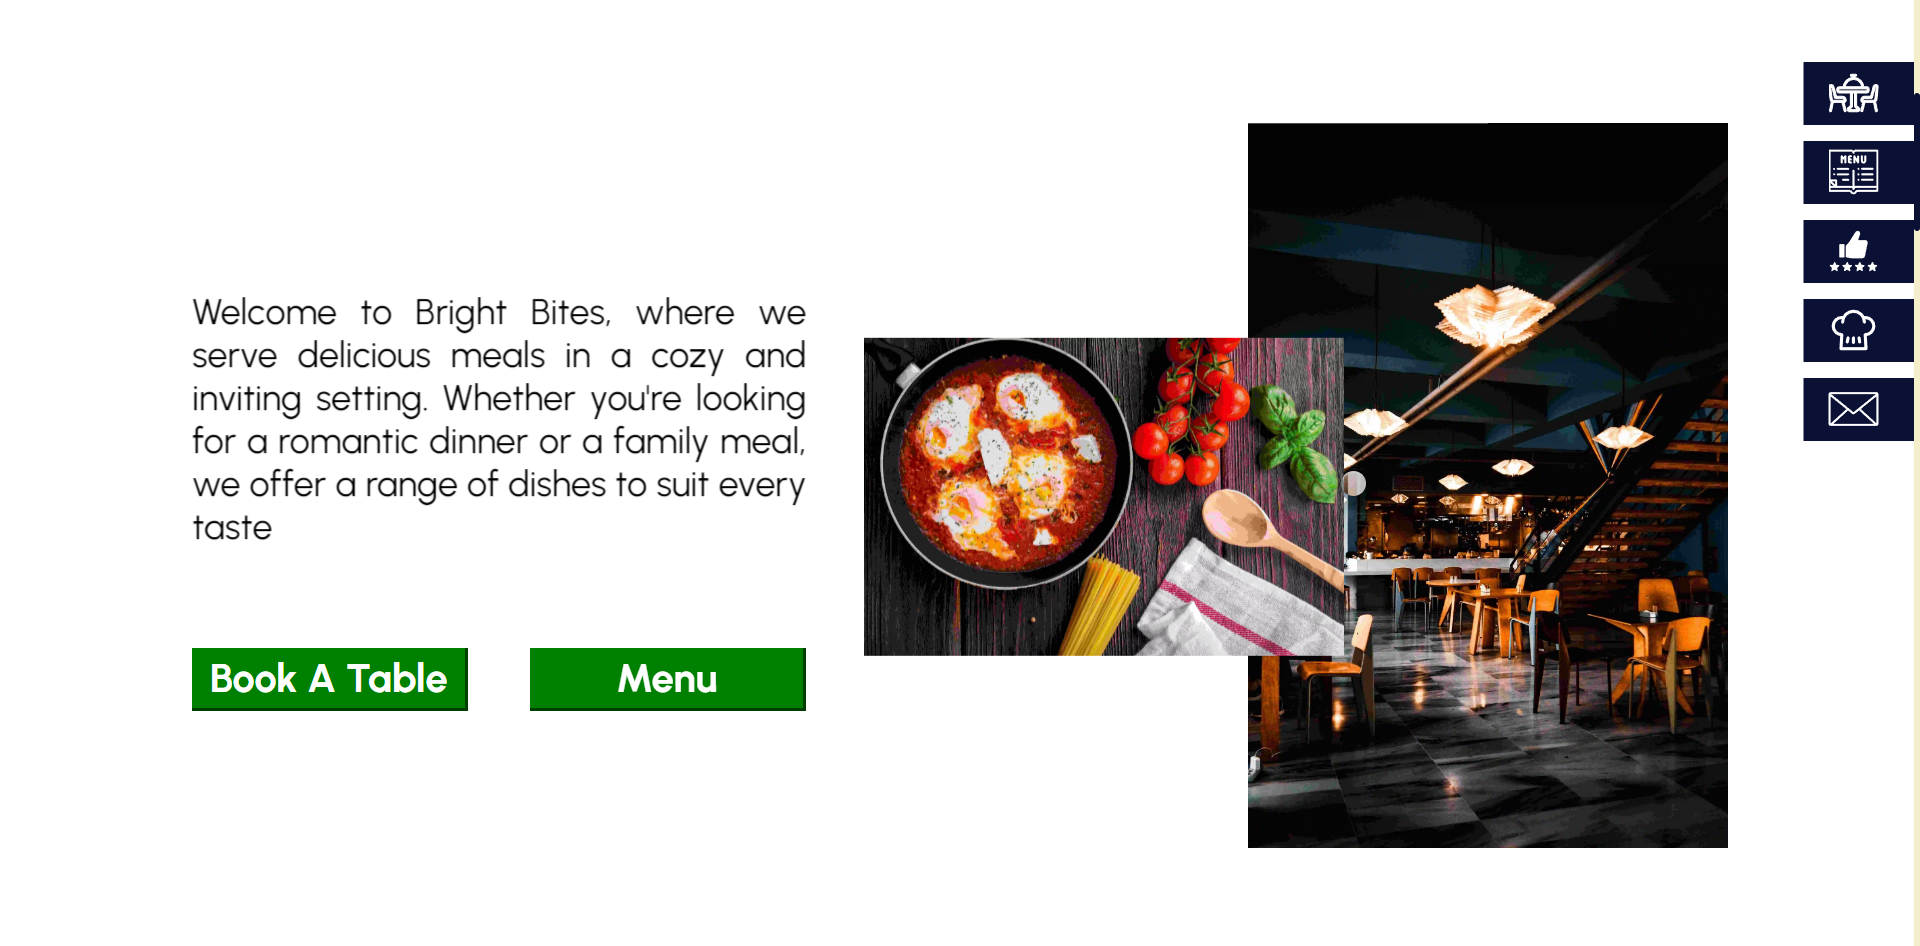 Welcome to Bright Bites, where we
serve delicious meals in a cozy and
inviting setting. Whether you're looking
for a romantic dinner or a family meal,
we offer a range of dishes to suit every
taste
Book A Table
Menu
MENU